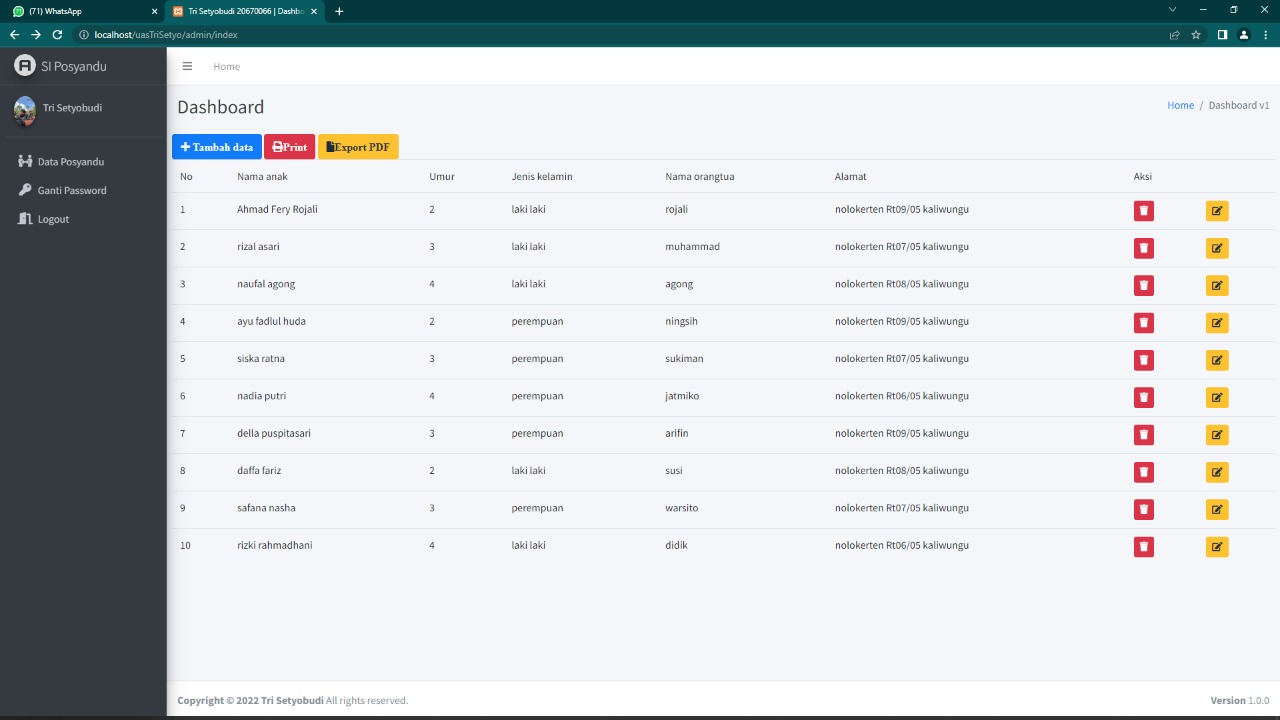 (71) WhatsApp
Tri Setyobudi 20670066 | Dashbo
localhost/uasTriSetyo/admin/index
SI Posyandu
Home
Tri Setyobudi
Data Posyandu
Ganti Password
Logout
Dashboard
Home / Dashboard v1
Tambah data Print Export PDF
No Nama anak Umur Jenis kelamin Nama orangtua Alamat Aksi
1 Ahmad Fery Rojali 2 laki laki rojali nolokerten Rt09/05 kaliwungu
2 rizal asari 3 laki laki muhammad nolokerten Rt07/05 kaliwungu
3 naufal agong 4 laki laki agong nolokerten Rt08/05 kaliwungu
4 ayu fadlul huda 2 perempuan ningsih nolokerten Rt09/05 kaliwungu
5 siska ratna 3 perempuan sukiman nolokerten Rt07/05 kaliwungu
6 nadia putri 4 perempuan jatmiko nolokerten Rt06/05 kaliwungu
7 della puspitasari 3 perempuan arifin nolokerten Rt09/05 kaliwungu
8 daffa fariz 2 laki laki susi nolokerten Rt08/05 kaliwungu
9 safana nasha 3 perempuan warsito nolokerten Rt07/05 kaliwungu
10 rizki rahmadhani 4 laki laki didik nolokerten Rt06/05 kaliwungu
Copyright © 2022 Tri Setyobudi All rights reserved.
Version 1.0.0